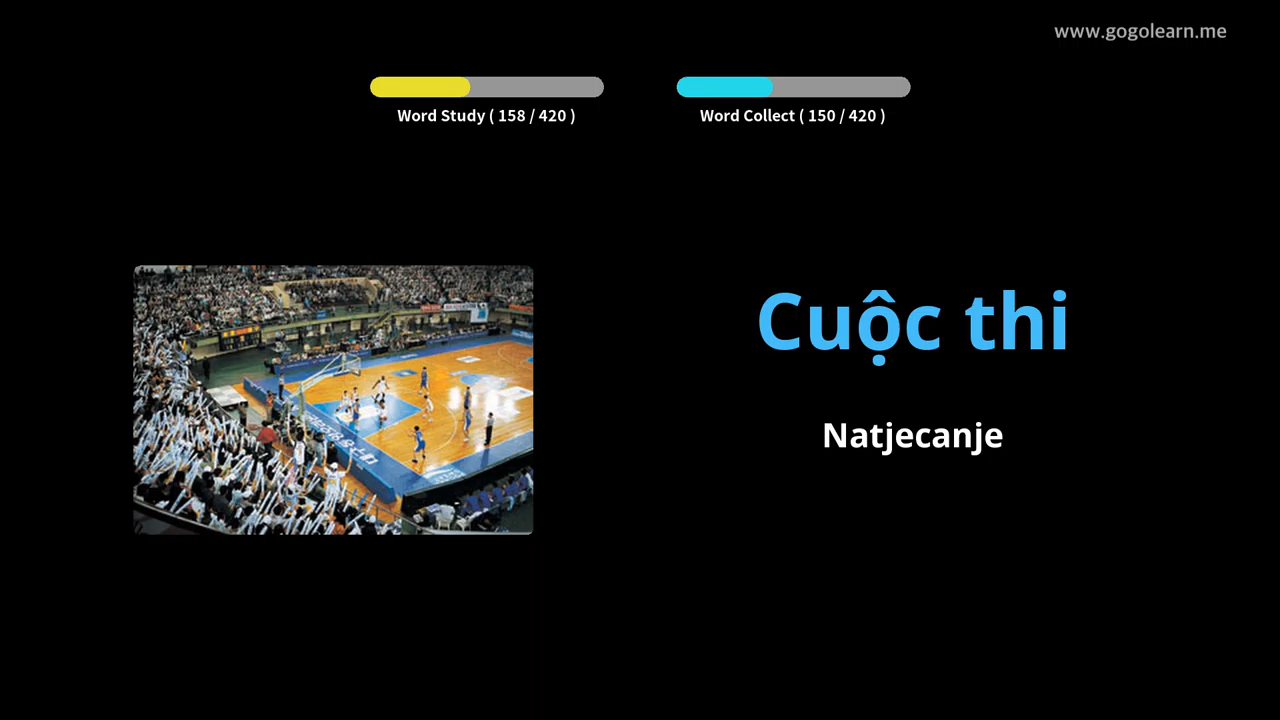 www.gogolearn.me
Word Study ( 158 / 420 )
Word Collect ( 150 / 420 )
Cuộc thi
Natjecanje